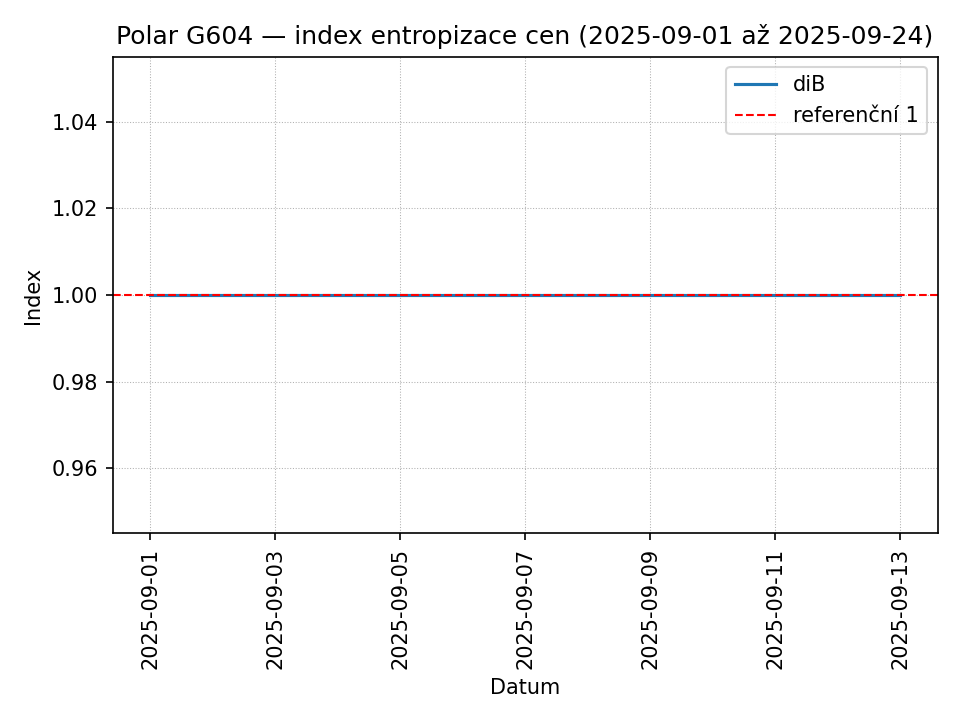 Polar G604 — index entropizace cen (2025-09-01 až 2025-09-24)
diB
referenční 1
1.04
1.02
1.00
0.98
0.96
Index
2025-09-01
2025-09-03
2025-09-05
2025-09-07
2025-09-09
2025-09-11
2025-09-13
Datum